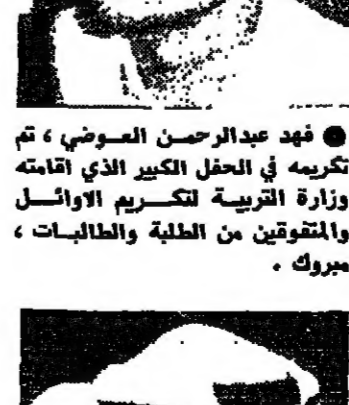 ● فهد عبدالرحمن العوضي ، تم
تكريمه في الحفل الكبير الذي اقامته
وزارة التربية لتكريم الاوائل
والمتفوقين من الطلبة والطالبات ،
مبروك .